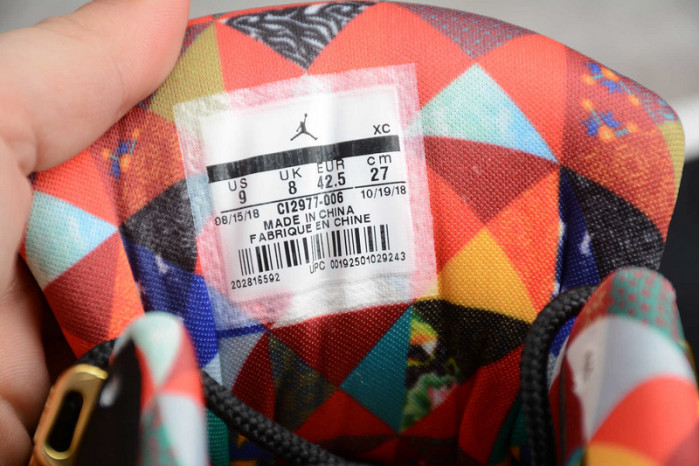 XC
US UK EUR cm
9 8 42.5 27
08/15/18 CI2977-006 10/19/18
MADE IN CHINA
FABRIQUE EN CHINE
202816592 UPC 00192501029243